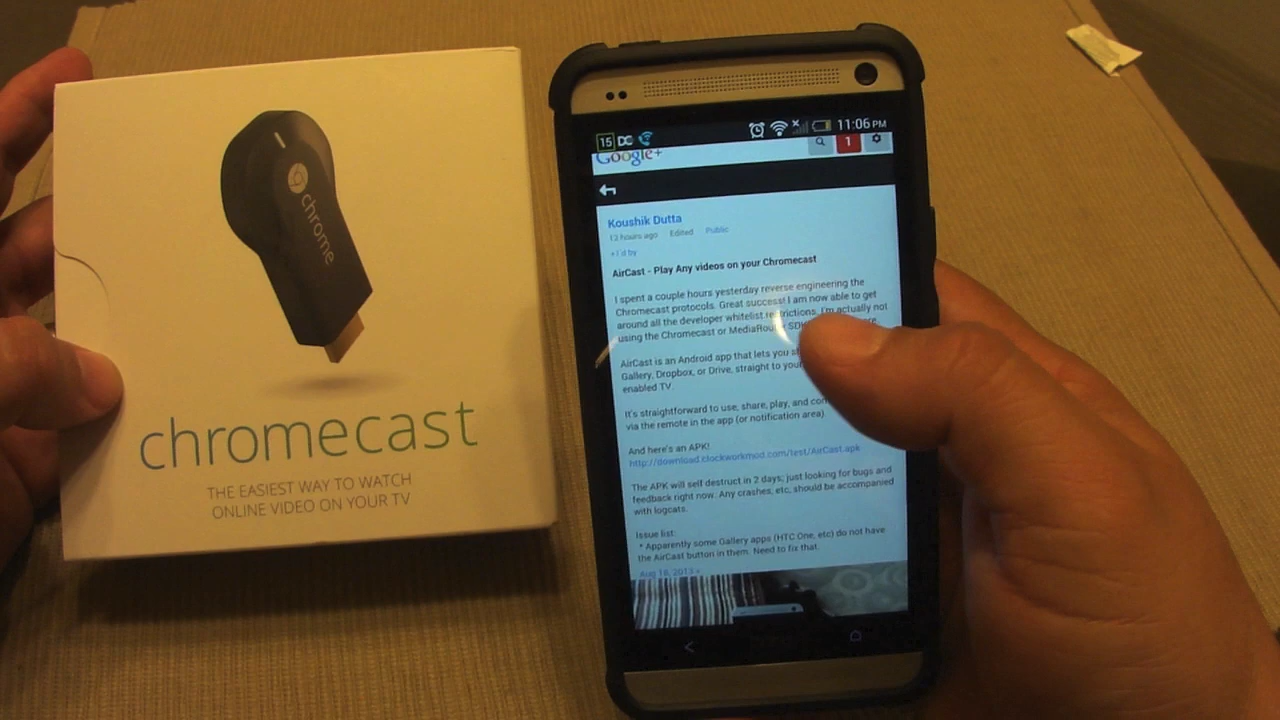 chrome
chromecast
THE EASIEST WAY TO WATCH
ONLINE VIDEO ON YOUR TV
15 DC 11:06 PM
Google+ 1
Koushik Dutta
12 hours ago Edited Public
+1'd by
AirCast - Play Any videos on your Chromecast
I spent a couple hours yesterday reverse engineering the
Chromecast protocols. Great success! I am now able to get
around all the developer whitelist restrictions. I'm actually not
using the Chromecast or MediaRouter SDK
AirCast is an Android app that lets you
Gallery, Dropbox, or Drive, straight to your
enabled TV.
It's straightforward to use, share, play, and
via the remote in the app (or notification area)
And here's an APK!
http://download.clockworkmod.com/test/AirCast.apk
The APK will self destruct in 2 days; just looking for bugs and
feedback right now. Any crashes, etc, should be accompanied
with logcats.
Issue list:
* Apparently some Gallery apps (HTC One, etc) do not have
the AirCast button in them. Need to fix that.
Aug 18, 2013